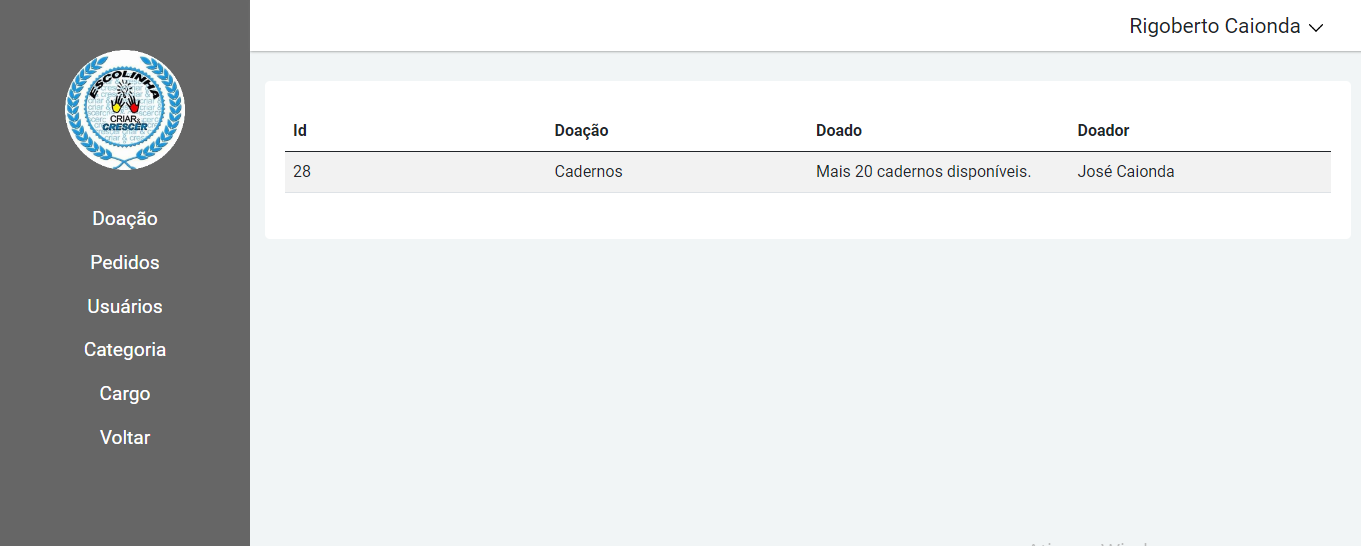 Rigoberto Caionda
ESCOLINHA
CRIAR &
CRESCER
Doação
Pedidos
Usuários
Categoria
Cargo
Voltar
Id Doação Doado Doador
28 Cadernos Mais 20 cadernos disponíveis. José Caionda